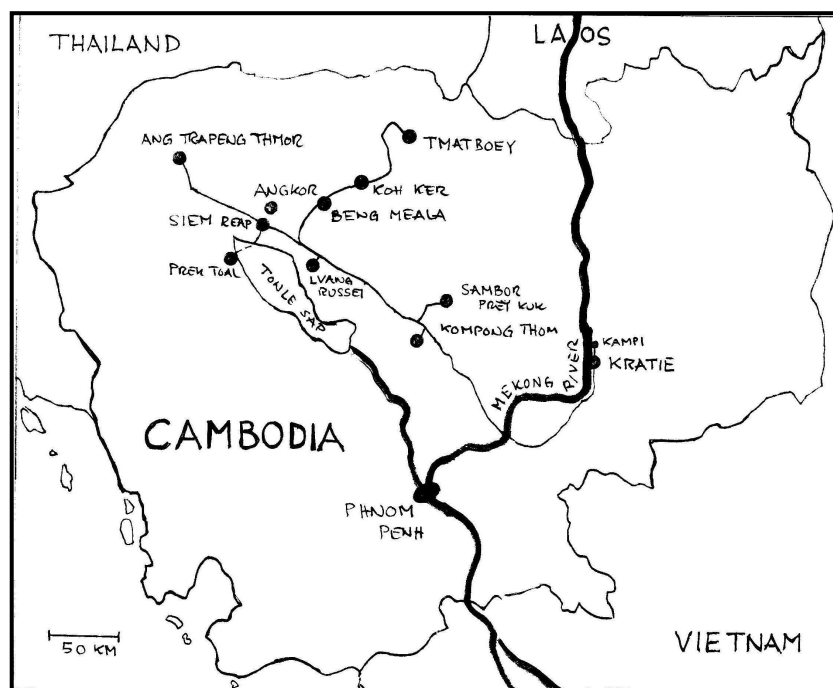 THAILAND
LAOS
ANG TRAPENG THMOR
TMATBOEY
ANGKOR
KOH KER
SIEM REAP
BENG MEALA
PREK TOAL
TONLE SAP
LVANG
RUSSEI
SAMBOR
PREY KUK
KOMPONG THOM
KAMPI
KRATIE
MEKONG RIVER
CAMBODIA
PHNOM
PENH
50 KM
VIETNAM